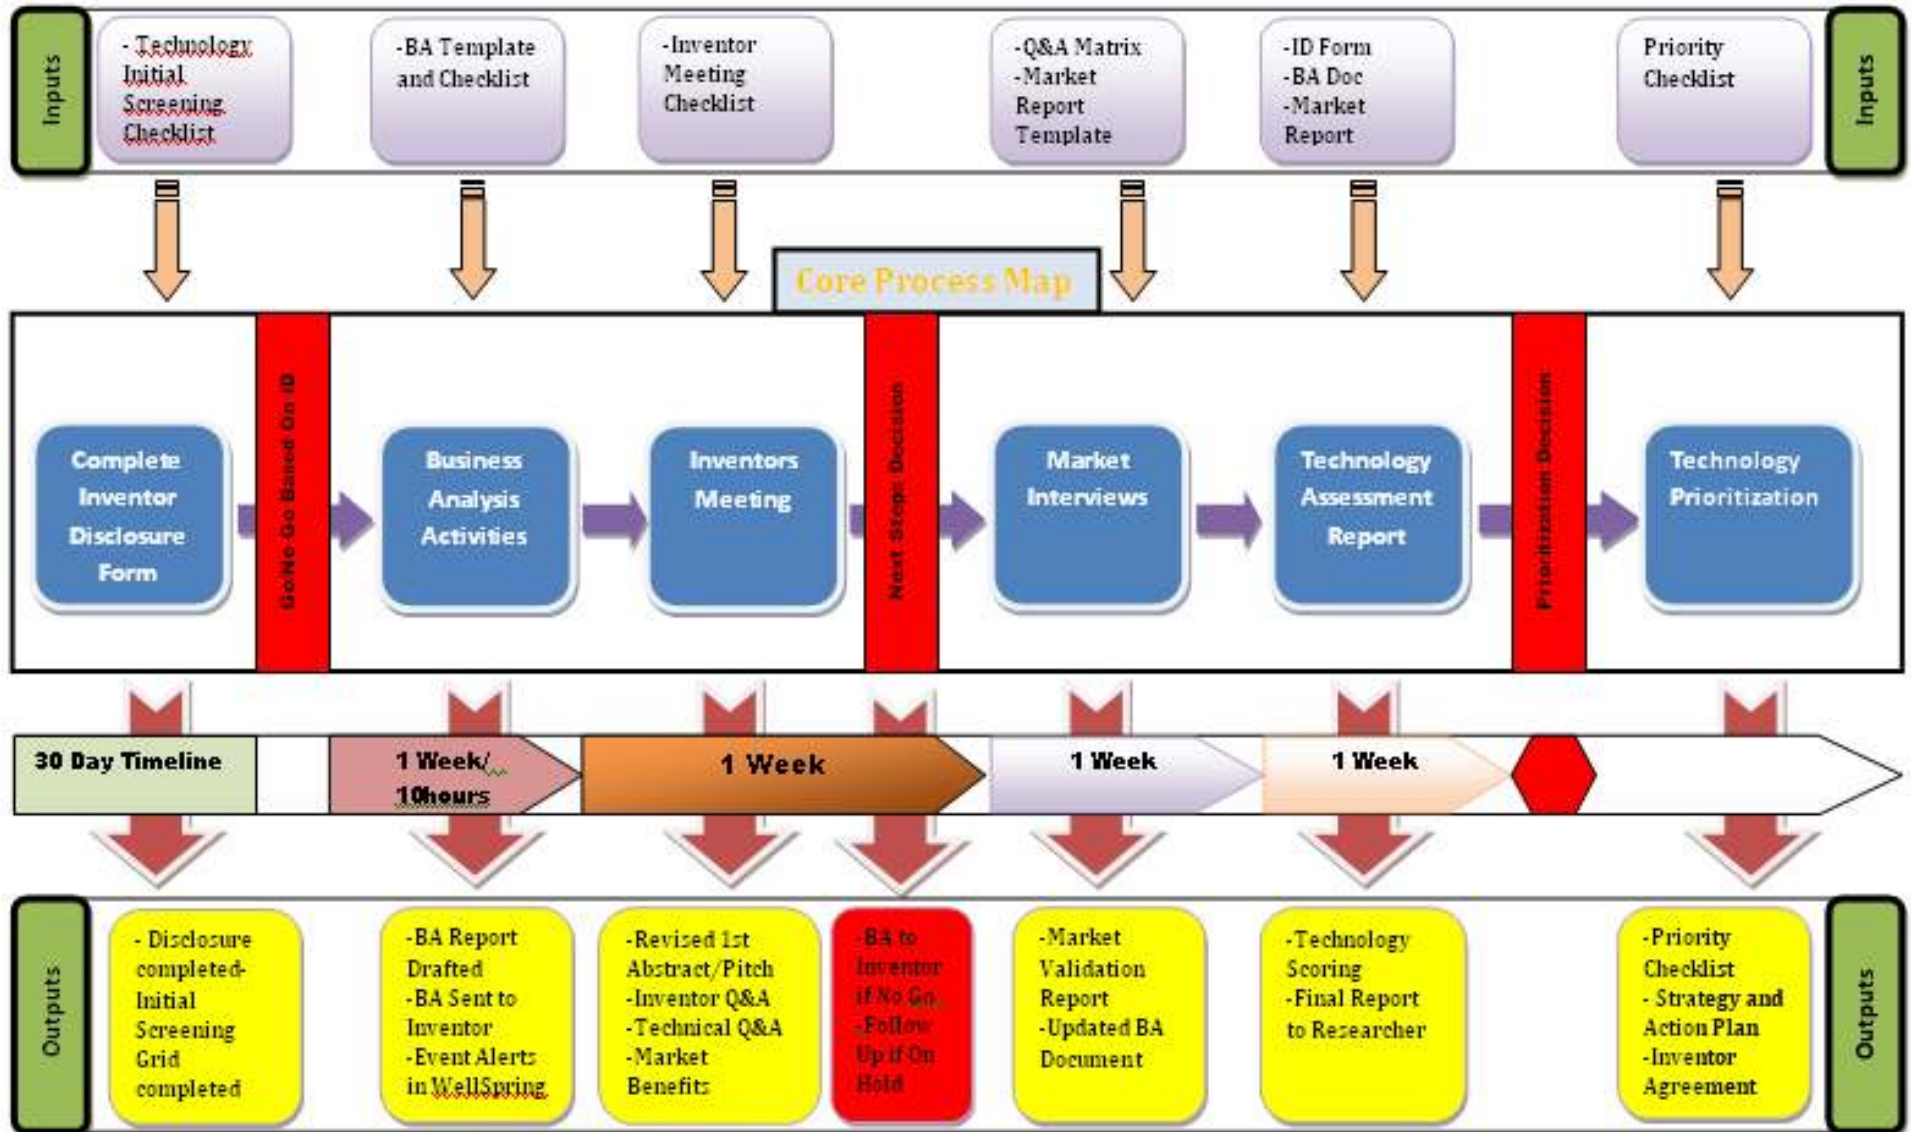 Inputs
- Technology
Initial
Screening
Checklist
-BA Template
and Checklist
-Inventor
Meeting
Checklist
-Q&A Matrix
-Market
Report
Template
-ID Form
-BA Doc
-Market
Report
Priority
Checklist
Inputs
Core Process Map
Complete
Inventor
Disclosure
Form
Go/No-Go Based On ID
Business
Analysis
Activities
Inventors
Meeting
Next Steps Decision
Market
Interviews
Technology
Assessment
Report
Prioritization Decision
Technology
Prioritization
30 Day Timeline
1 Week/
10hours
1 Week
1 Week
1 Week
Outputs
- Disclosure
completed-
Initial
Screening
Grid
completed
-BA Report
Drafted
-BA Sent to
Inventor
-Event Alerts
in WellSpring
-Revised 1st
Abstract/Pitch
-Inventor Q&A
-Technical Q&A
-Market
Benefits
-BA to
Inventor
if No Go
-Follow
Up if On
Hold
-Market
Validation
Report
-Updated BA
Document
-Technology
Scoring
-Final Report
to Researcher
-Priority
Checklist
- Strategy and
Action Plan
-Inventor
Agreement
Outputs